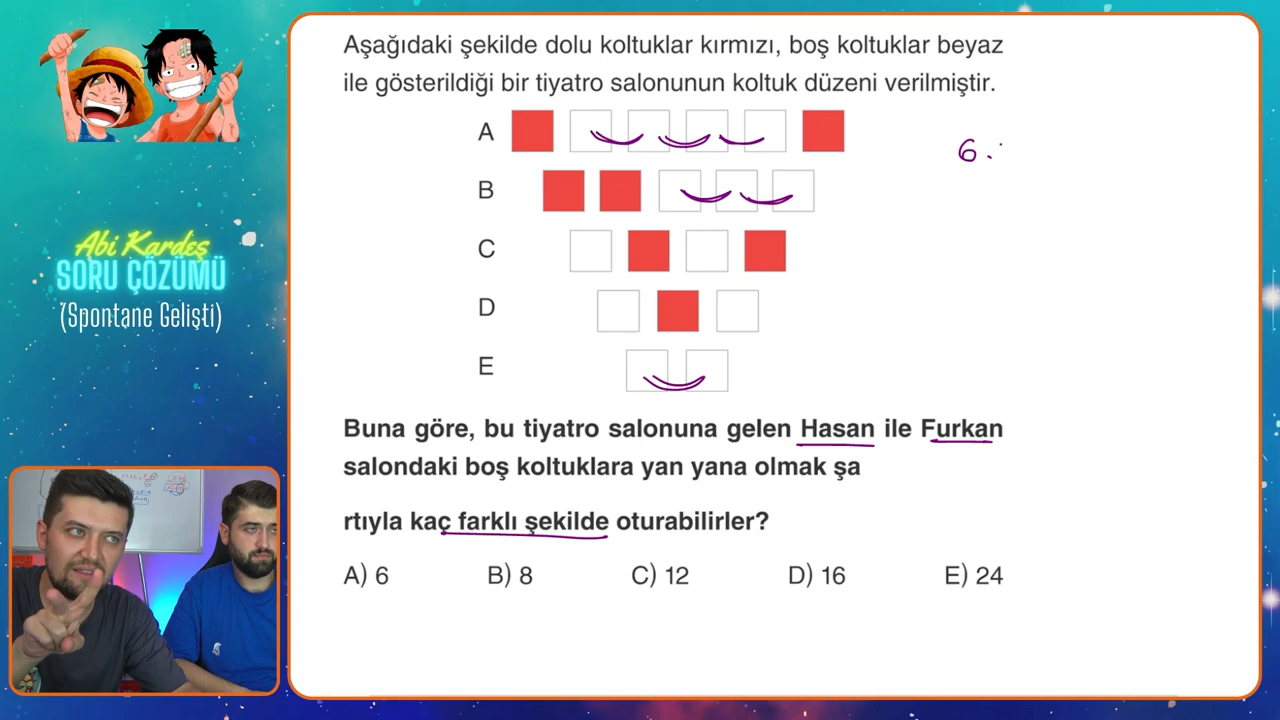 Aşağıdaki şekilde dolu koltuklar kırmızı, boş koltuklar beyaz
ile gösterildiği bir tiyatro salonunun koltuk düzeni verilmiştir.
A
6.
B
C
D
E
Abi Kardeş
SORU ÇÖZÜMÜ
(Spontane Gelişti)
Buna göre, bu tiyatro salonuna gelen Hasan ile Furkan
salondaki boş koltuklara yan yana olmak şa
rtıyla kaç farklı şekilde oturabilirler?
A) 6 B) 8 C) 12 D) 16 E) 24